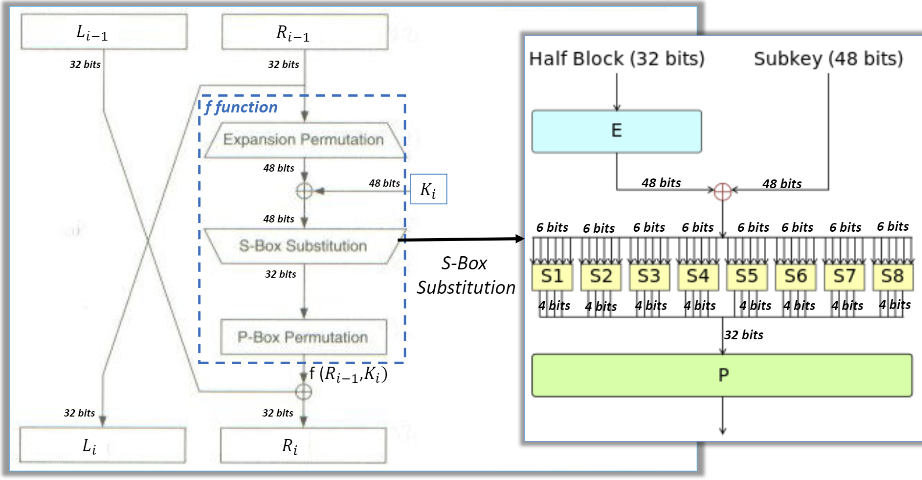 L_{i-1}
R_{i-1}
32 bits
32 bits
f function
Expansion Permutation
48 bits
48 bits
K_i
48 bits
S-Box Substitution
32 bits
P-Box Permutation
f (R_{i-1},K_i)
32 bits
32 bits
L_i
R_i
S-Box
Substitution
Half Block (32 bits)
Subkey (48 bits)
E
48 bits
48 bits
6 bits 6 bits 6 bits 6 bits 6 bits 6 bits 6 bits 6 bits
S1 S2 S3 S4 S5 S6 S7 S8
4 bits 4 bits 4 bits 4 bits 4 bits 4 bits 4 bits 4 bits
32 bits
P